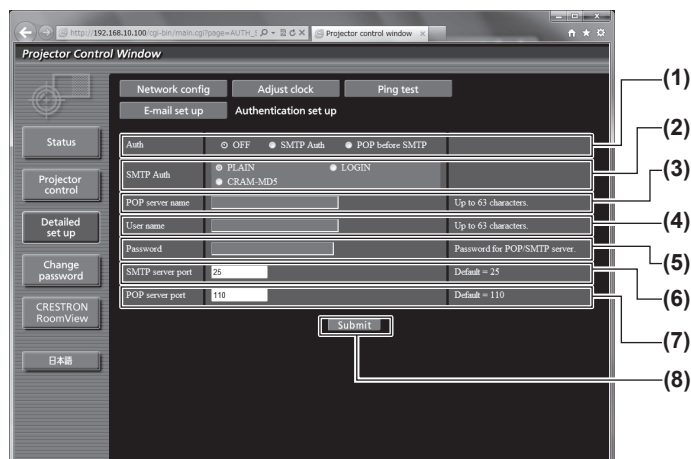 http://192.168.10.100/cgi-bin/main.cgi?page=AUTH_
Projector control window
Projector Control Window
Network config
Adjust clock
Ping test
E-mail set up
Authentication set up
Status
Projector control
Detailed set up
Change password
CRESTRON RoomView
日本語
Auth
OFF
SMTP Auth
POP before SMTP
(1)
SMTP Auth
PLAIN
LOGIN
CRAM-MD5
(2)
POP server name
Up to 63 characters.
(3)
User name
Up to 63 characters.
(4)
Password
Password for POP/SMTP server.
(5)
SMTP server port
25
Default = 25
(6)
POP server port
110
Default = 110
(7)
Submit
(8)